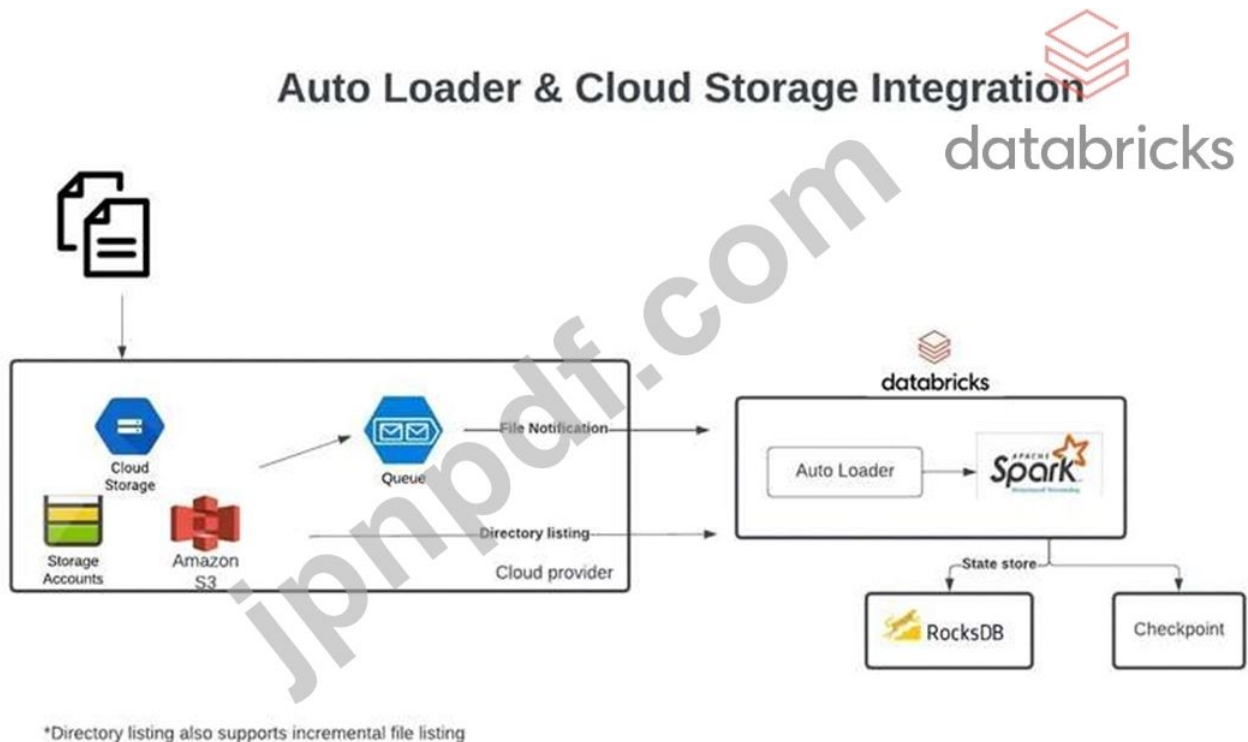 Auto Loader & Cloud Storage Integration
databricks
jpnpdf.com
databricks
Cloud
Storage
Queue
File Notification
Auto Loader
APACHE
Spark
Storage
Accounts
Amazon
S3
Directory listing
Cloud provider
State store
RocksDB
Checkpoint
*Directory listing also supports incremental file listing